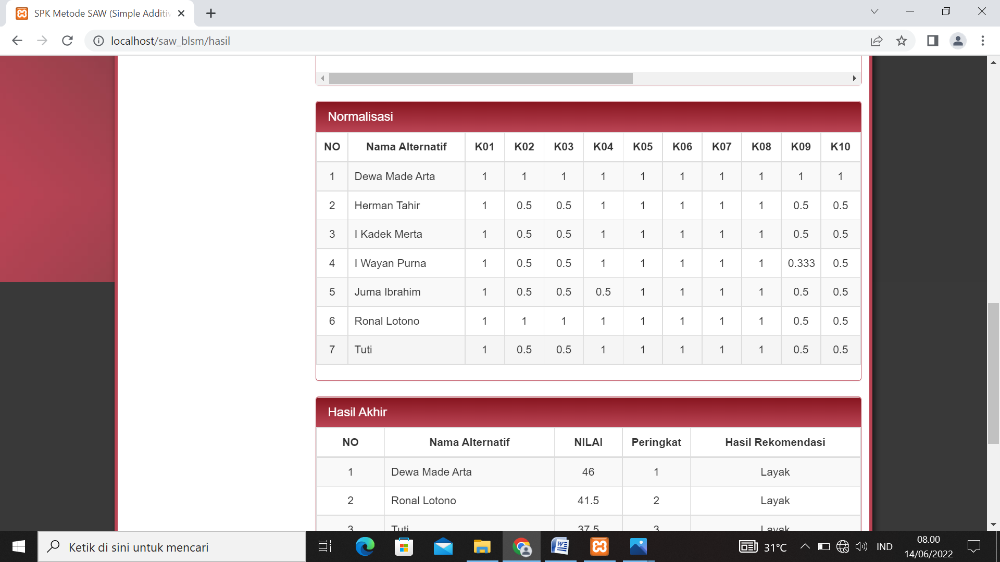 SPK Metode SAW (Simple Additiv
localhost/saw_blsm/hasil
Normalisasi
NO Nama Alternatif K01 K02 K03 K04 K05 K06 K07 K08 K09 K10
1 Dewa Made Arta 1 1 1 1 1 1 1 1 1 1
2 Herman Tahir 1 0.5 0.5 1 1 1 1 1 0.5 0.5
3 I Kadek Merta 1 0.5 0.5 1 1 1 1 1 0.5 0.5
4 I Wayan Purna 1 0.5 0.5 1 1 1 1 1 0.333 0.5
5 Juma Ibrahim 1 0.5 0.5 0.5 1 1 1 1 0.5 0.5
6 Ronal Lotono 1 1 1 1 1 1 1 1 0.5 0.5
7 Tuti 1 0.5 0.5 1 1 1 1 1 0.5 0.5
Hasil Akhir
NO Nama Alternatif NILAI Peringkat Hasil Rekomendasi
1 Dewa Made Arta 46 1 Layak
2 Ronal Lotono 41.5 2 Layak
3 Tuti 37.5 3 Layak
Ketik di sini untuk mencari
31°C
IND
08.00
14/06/2022